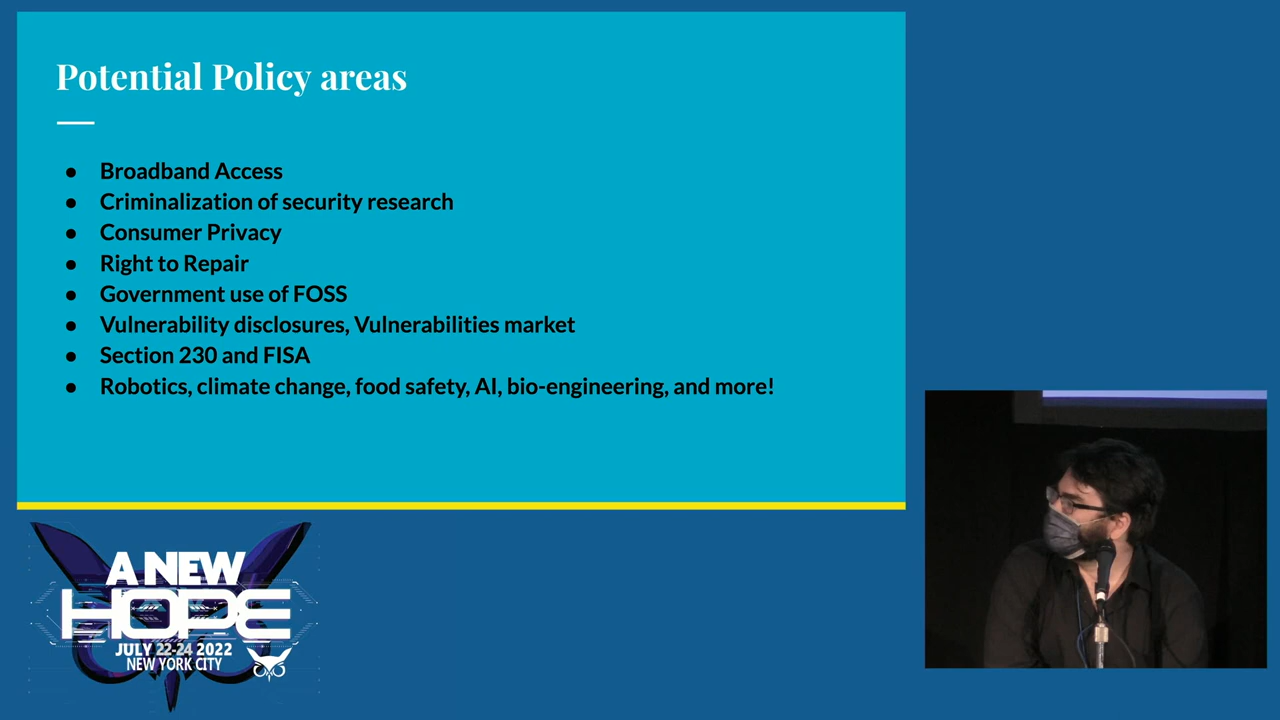 Potential Policy areas
● Broadband Access
● Criminalization of security research
● Consumer Privacy
● Right to Repair
● Government use of FOSS
● Vulnerability disclosures, Vulnerabilities market
● Section 230 and FISA
● Robotics, climate change, food safety, AI, bio-engineering, and more!
A NEW
HOPE
JULY 22-24 2022
NEW YORK CITY